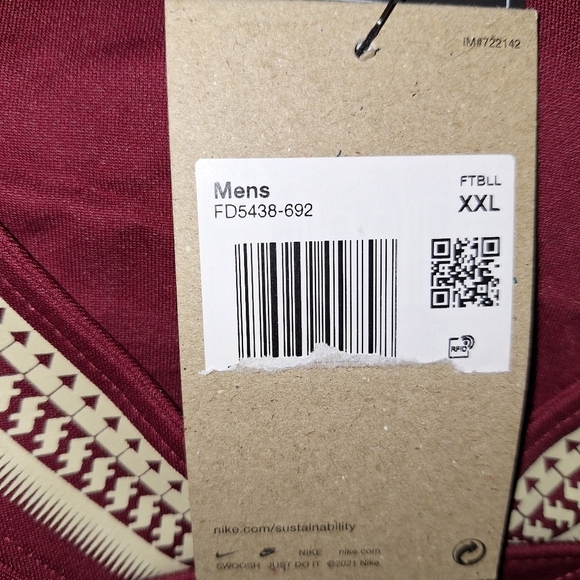 IM#722142
Mens
FTBLL
FD5438-692
XXL
RFID
nike.com/sustainability
NIKE nike.com
SWOOSH JUST DO IT ©2021 Nike.